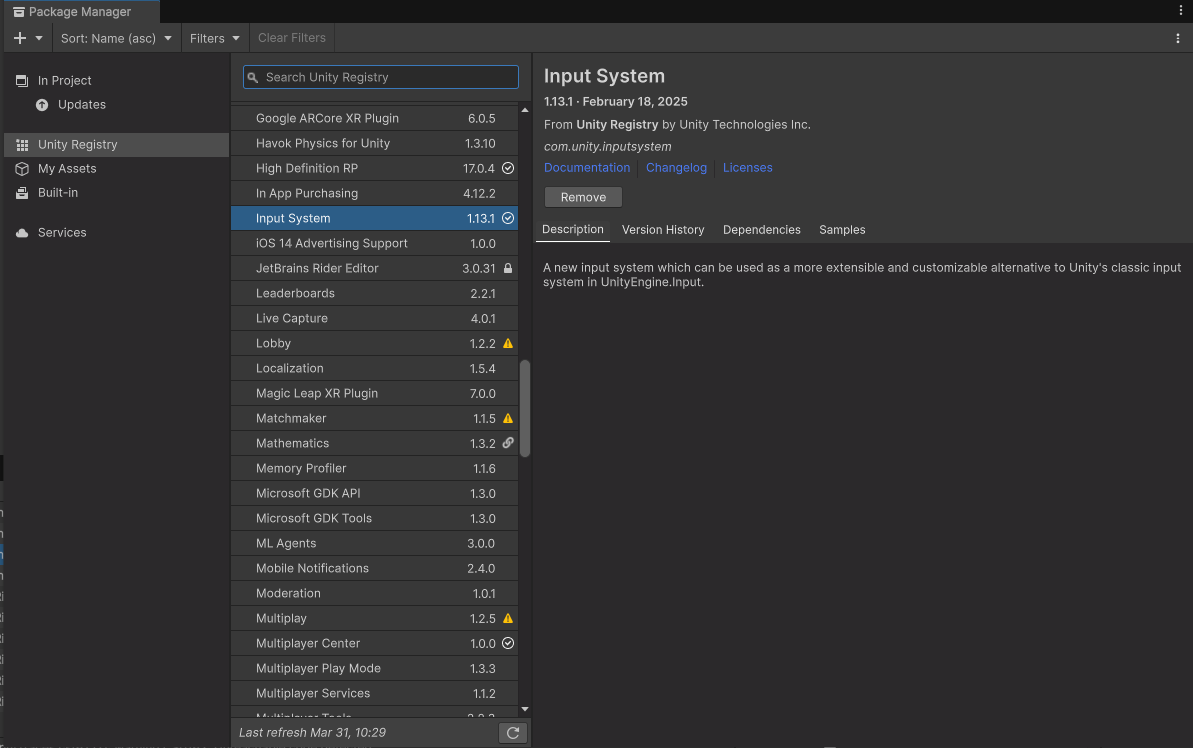 Package Manager
Sort: Name (asc)
Filters
Clear Filters
In Project
Updates
Unity Registry
My Assets
Built-in
Services
Search Unity Registry
Google ARCore XR Plugin 6.0.5
Havok Physics for Unity 1.3.10
High Definition RP 17.0.4
In App Purchasing 4.12.2
Input System 1.13.1
iOS 14 Advertising Support 1.0.0
JetBrains Rider Editor 3.0.31
Leaderboards 2.2.1
Live Capture 4.0.1
Lobby 1.2.2
Localization 1.5.4
Magic Leap XR Plugin 7.0.0
Matchmaker 1.1.5
Mathematics 1.3.2
Memory Profiler 1.1.6
Microsoft GDK API 1.3.0
Microsoft GDK Tools 1.3.0
ML Agents 3.0.0
Mobile Notifications 2.4.0
Moderation 1.0.1
Multiplay 1.2.5
Multiplayer Center 1.0.0
Multiplayer Play Mode 1.3.3
Multiplayer Services 1.1.2
Multiplayer Tools
Last refresh Mar 31, 10:29
Input System
1.13.1 · February 18, 2025
From Unity Registry by Unity Technologies Inc.
com.unity.inputsystem
Documentation Changelog Licenses
Remove
Description Version History Dependencies Samples
A new input system which can be used as a more extensible and customizable alternative to Unity's classic input
system in UnityEngine.Input.